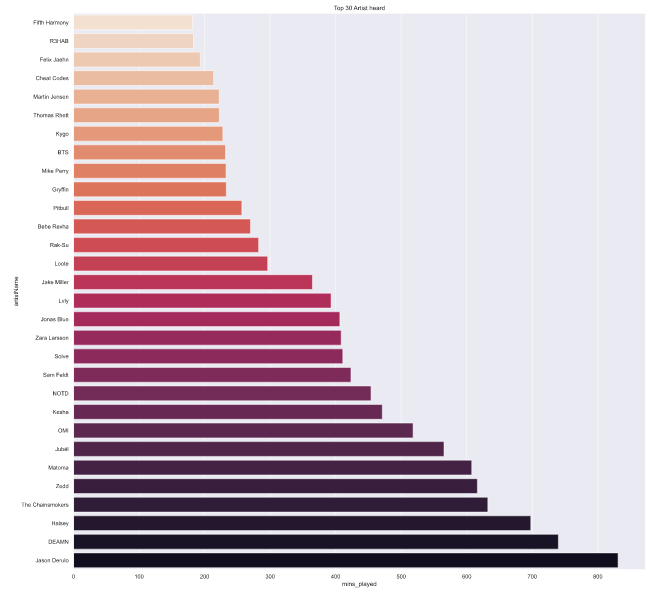 Top 30 Artist heard
Fifth Harmony
R3HAB
Felix Jaehn
Cheat Codes
Martin Jensen
Thomas Rhett
Kygo
BTS
Mike Perry
Gryffin
Pitbull
Bebe Rexha
Rak-Su
Loote
Jake Miller
Lvly
Jonas Blue
Zara Larsson
Solve
Sam Feldt
NOTD
Kesha
OMI
Jubël
Matoma
Zedd
The Chainsmokers
Halsey
DEAMN
Jason Derulo
artistName
0 100 200 300 400 500 600 700 800
mins_played